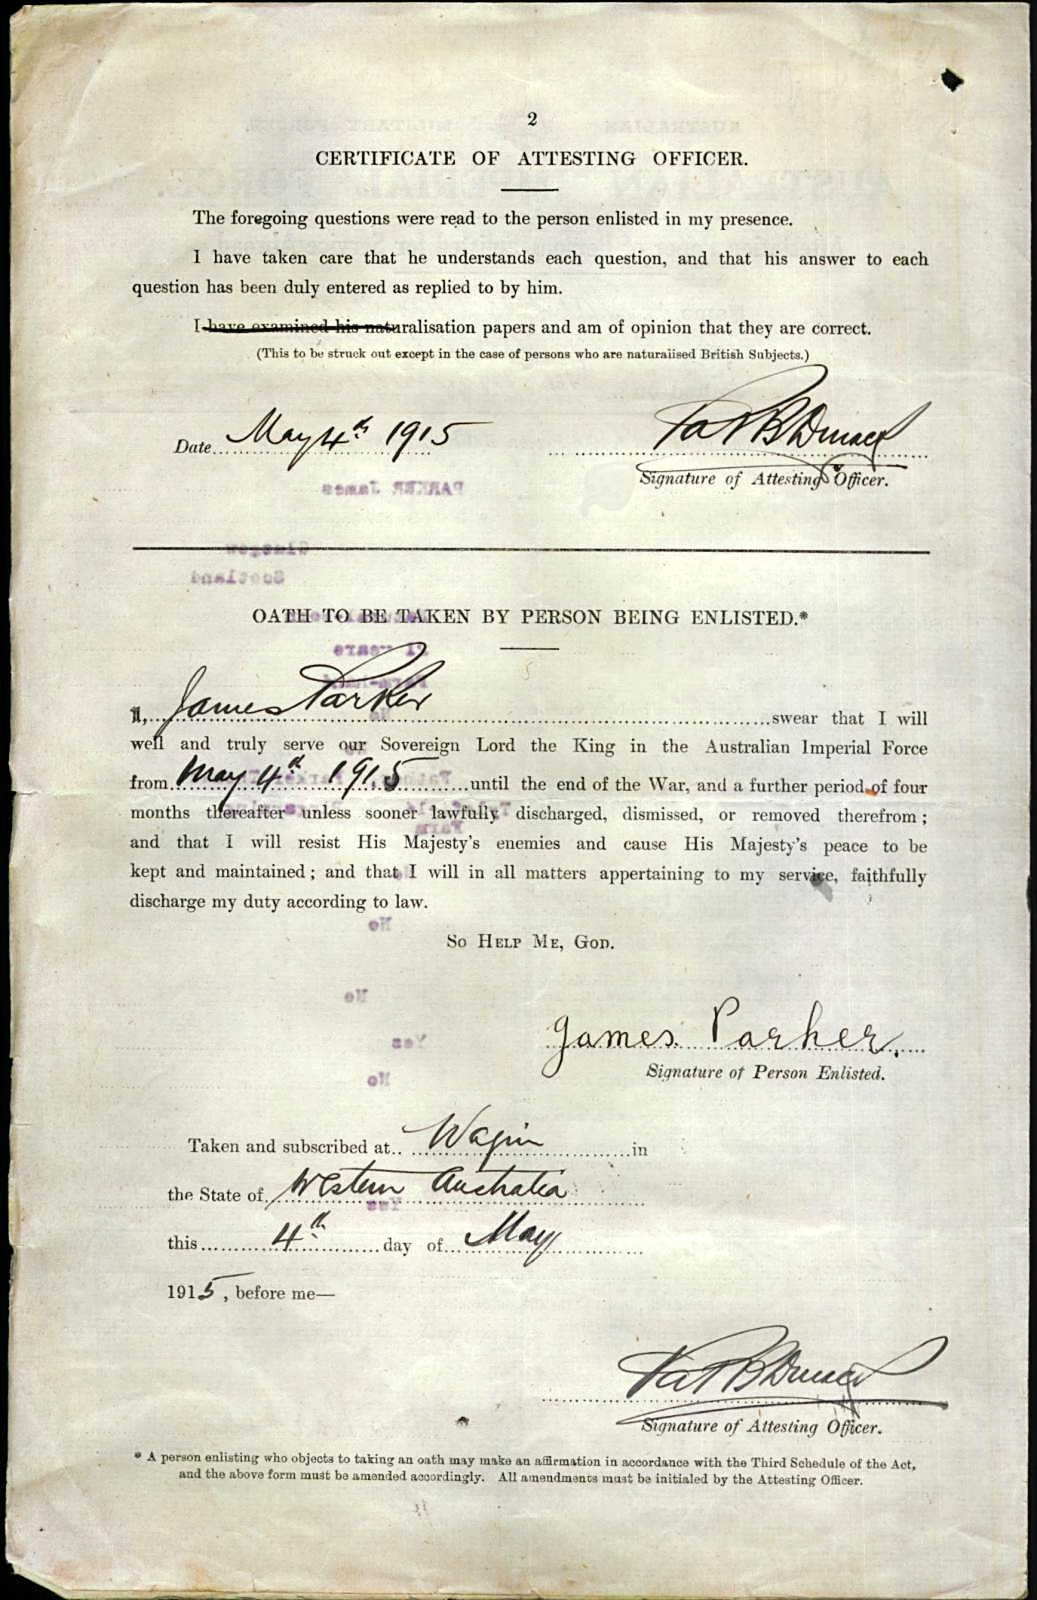 2
CERTIFICATE OF ATTESTING OFFICER.
The foregoing questions were read to the person enlisted in my presence.
I have taken care that he understands each question, and that his answer to each
question has been duly entered as replied to by him.
I have examined his naturalisation papers and am of opinion that they are correct.
(This to be struck out except in the case of persons who are naturalised British Subjects.)
Date May 4th 1915
Signature of Attesting Officer.
PARKER James
Glasgow
Scotland
OATH TO BE TAKEN BY PERSON BEING ENLISTED.*
21 years
I, James Parker swear that I will
well and truly serve our Sovereign Lord the King in the Australian Imperial Force
from May 4th 1915 until the end of the War, and a further period of four
months thereafter unless sooner lawfully discharged, dismissed, or removed therefrom;
and that I will resist His Majesty's enemies and cause His Majesty's peace to be
kept and maintained; and that I will in all matters appertaining to my service, faithfully
discharge my duty according to law.
No
SO HELP ME, GOD.
No
James Parker.
Yes
Signature of Person Enlisted.
No
Taken and subscribed at Wagin in
the State of Western Australia
Yes
this 4th day of May
1915, before me—
Signature of Attesting Officer.
* A person enlisting who objects to taking an oath may make an affirmation in accordance with the Third Schedule of the Act,
and the above form must be amended accordingly. All amendments must be initialed by the Attesting Officer.